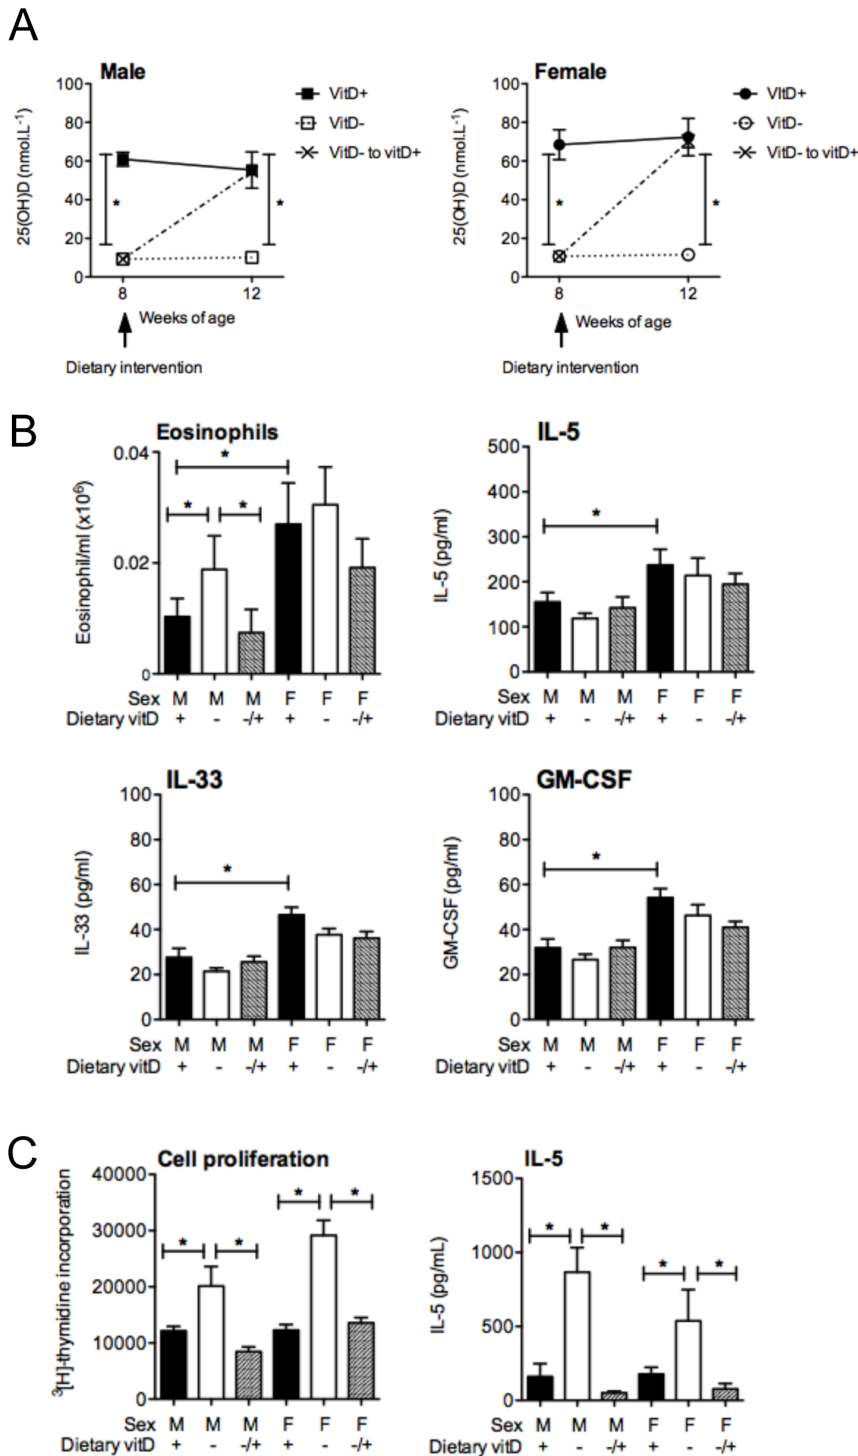 A
Male
100
80
60
40
20
0
25(OH)D (nmol.L-1)
*
*
8
12
Weeks of age
Dietary intervention
VitD+
VitD-
VitD- to vitD+
Female
100
80
60
40
20
0
25(OH)D (nmol.L-1)
*
*
8
12
Weeks of age
Dietary intervention
VItD+
VitD-
VitD- to vitD+
B
Eosinophils
0.04
0.02
0
Eosinophil/ml (x10⁶)
*
* *
Sex M M M F F F
Dietary vitD + - -/+ + - -/+
IL-5
500
400
300
200
100
0
IL-5 (pg/ml)
*
Sex M M M F F F
Dietary vitD + - -/+ + - -/+
IL-33
100
80
60
40
20
0
IL-33 (pg/ml)
*
Sex M M M F F F
Dietary vitD + - -/+ + - -/+
GM-CSF
100
80
60
40
20
0
GM-CSF (pg/ml)
*
Sex M M M F F F
Dietary vitD + - -/+ + - -/+
C
Cell proliferation
40000
30000
20000
10000
0
³[H]-thymidine incorporation
* *
* *
Sex M M M F F F
Dietary vitD + - -/+ + - -/+
IL-5
1500
1000
500
0
IL-5 (pg/mL)
* *
* *
Sex M M M F F F
Dietary vitD + - -/+ + - -/+